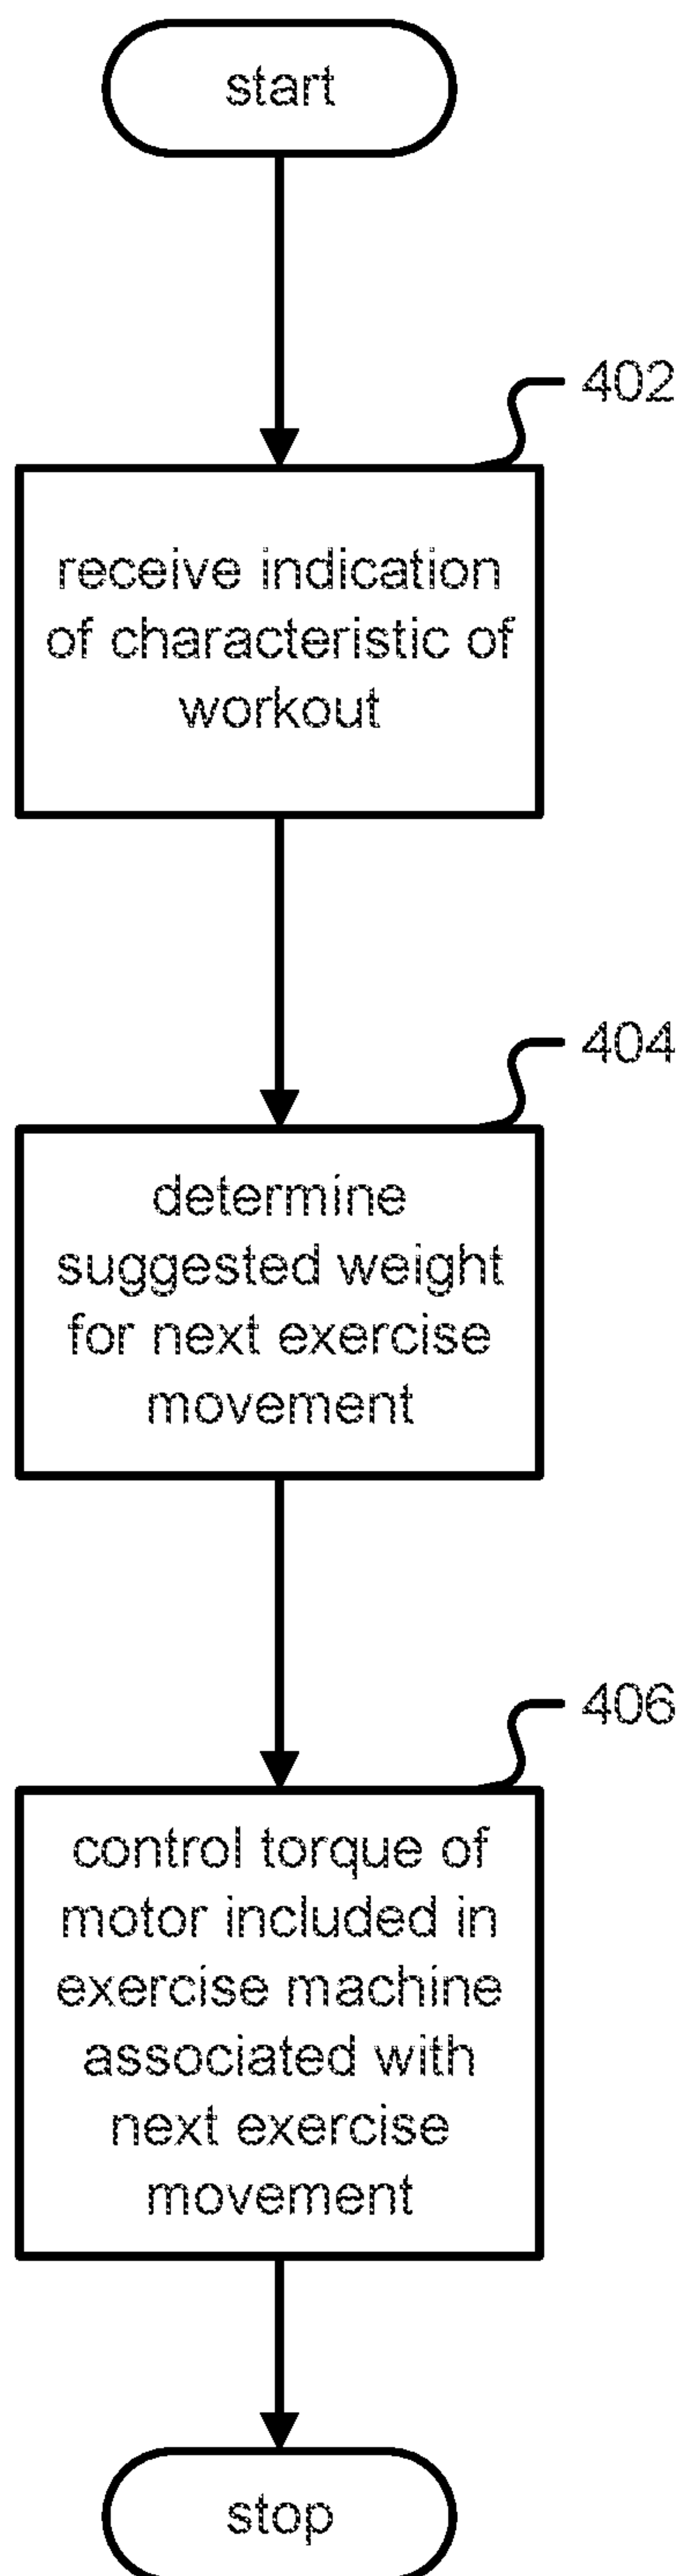 start
402
receive indication
of characteristic of
workout
404
determine
suggested weight
for next exercise
movement
406
control torque of
motor included in
exercise machine
associated with
next exercise
movement
stop